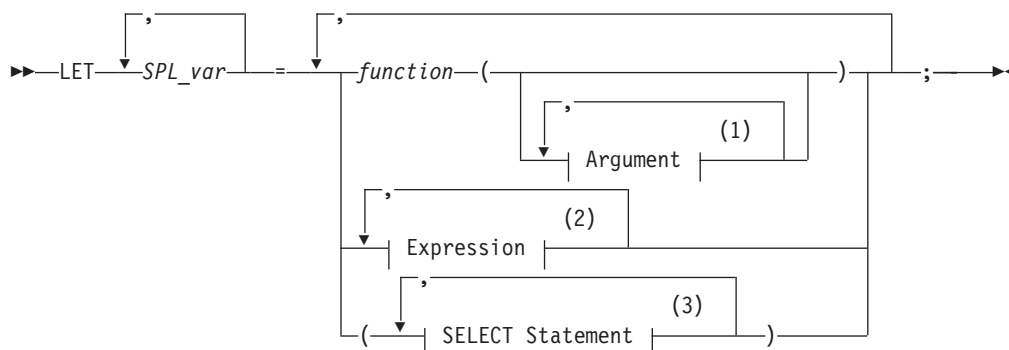 , ,
LET SPL_var = function ( ) ;
, (1)
Argument
, (2)
Expression
, (3)
( SELECT Statement )